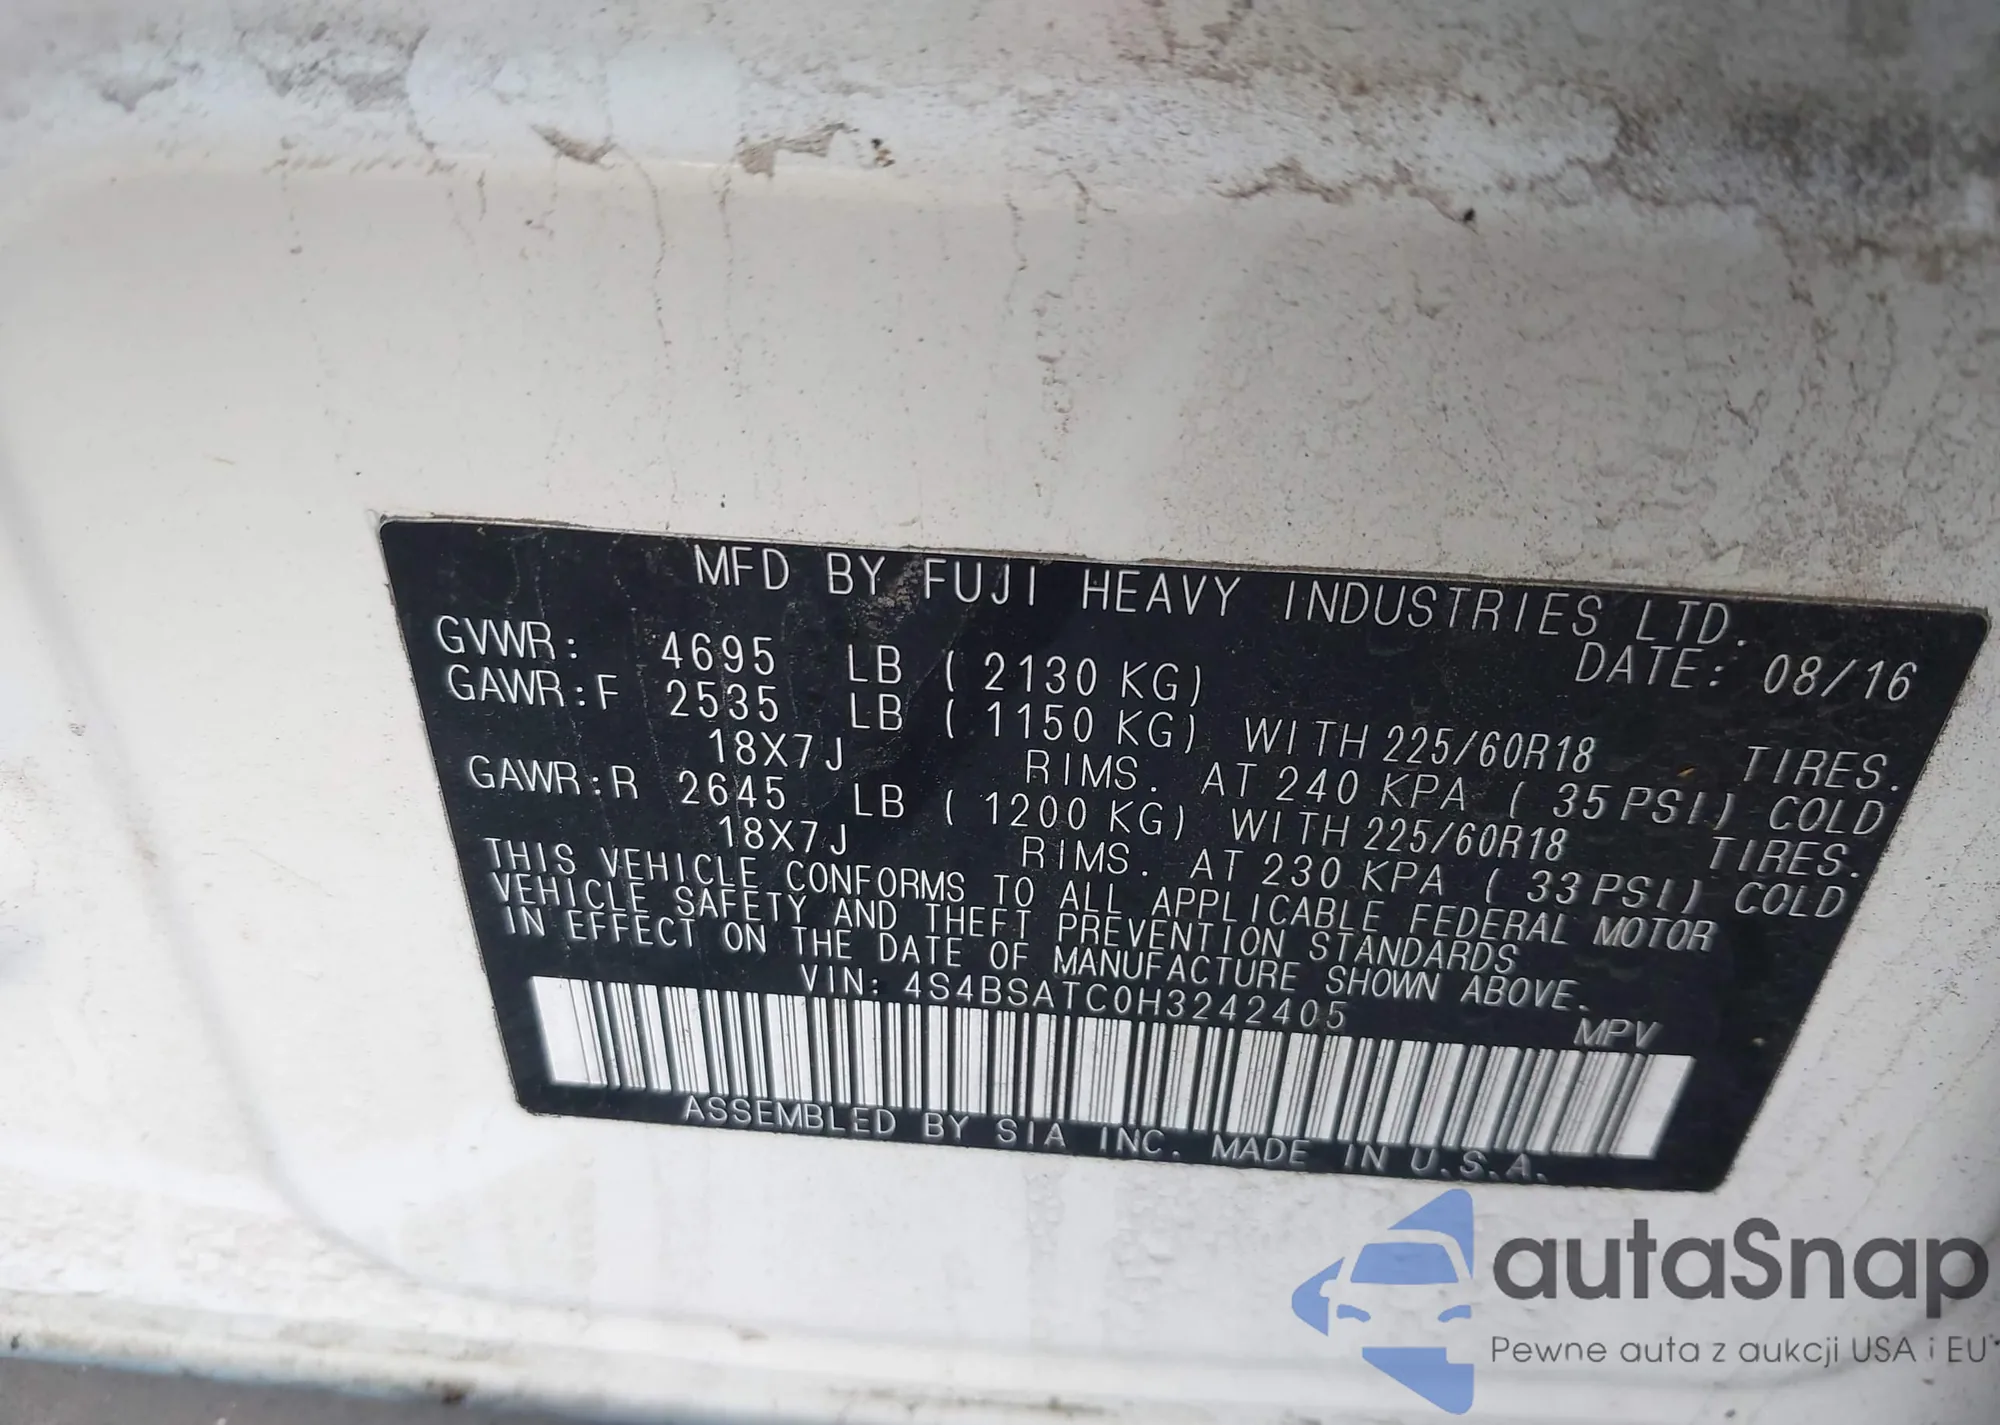 MFD BY FUJI HEAVY INDUSTRIES LTD.
DATE: 08/16
GVWR: 4695 LB ( 2130 KG)
GAWR:F 2535 LB ( 1150 KG) WITH 225/60R18 TIRES.
18X7J RIMS. AT 240 KPA ( 35 PSI) COLD
GAWR:R 2645 LB ( 1200 KG) WITH 225/60R18 TIRES.
18X7J RIMS. AT 230 KPA ( 33 PSI) COLD
THIS VEHICLE CONFORMS TO ALL APPLICABLE FEDERAL MOTOR
VEHICLE SAFETY AND THEFT PREVENTION STANDARDS
IN EFFECT ON THE DATE OF MANUFACTURE SHOWN ABOVE.
VIN: 4S4BSATC0H3242405
MPV
ASSEMBLED BY SIA INC. MADE IN U.S.A.
autaSnap
Pewne auta z aukcji USA i EU